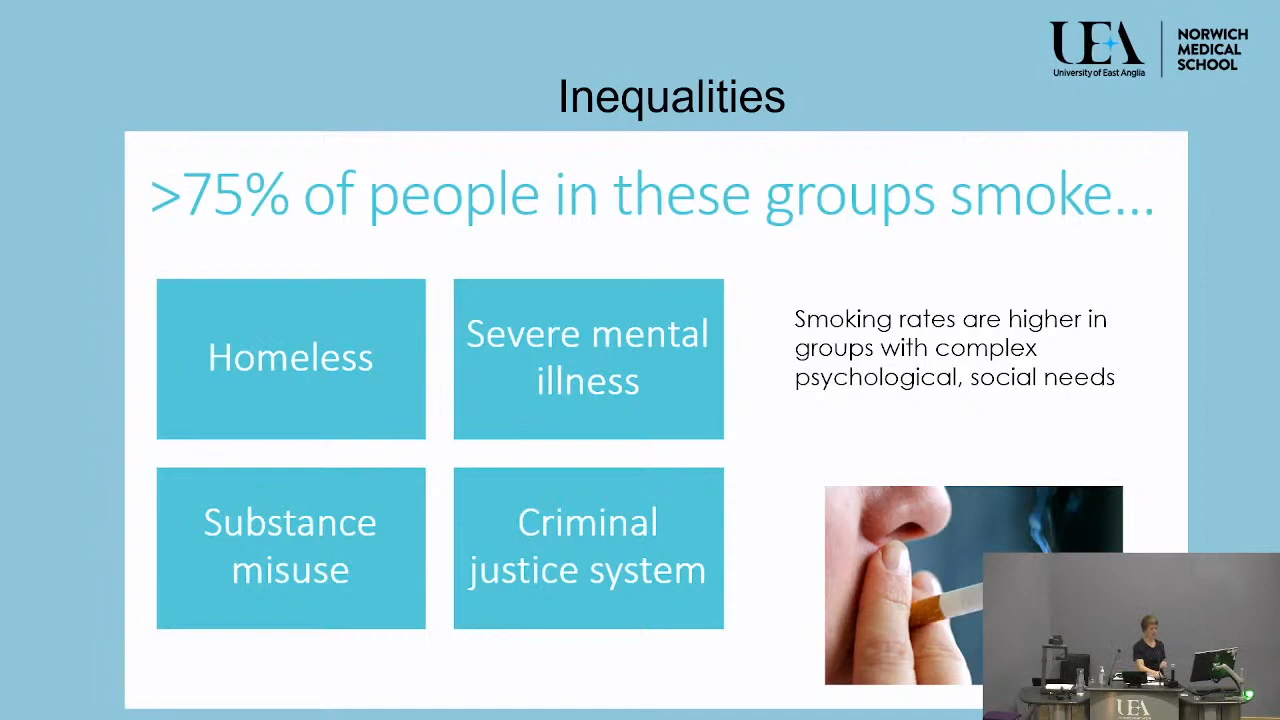 UEA
University of East Anglia
NORWICH
MEDICAL
SCHOOL
Inequalities
>75% of people in these groups smoke...
Homeless
Severe mental
illness
Smoking rates are higher in
groups with complex
psychological, social needs
Substance
misuse
Criminal
justice system
UEA